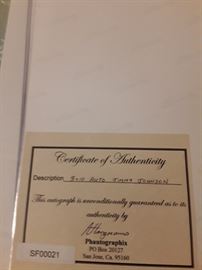 Certificate of Authenticity
Description 8x10 AUTO JIMMY JOHNSON
This autograph is unconditionally guaranteed as to its
authenticity by
Phantographix
PO Box 20127
San Jose, Ca. 95160
SF00021